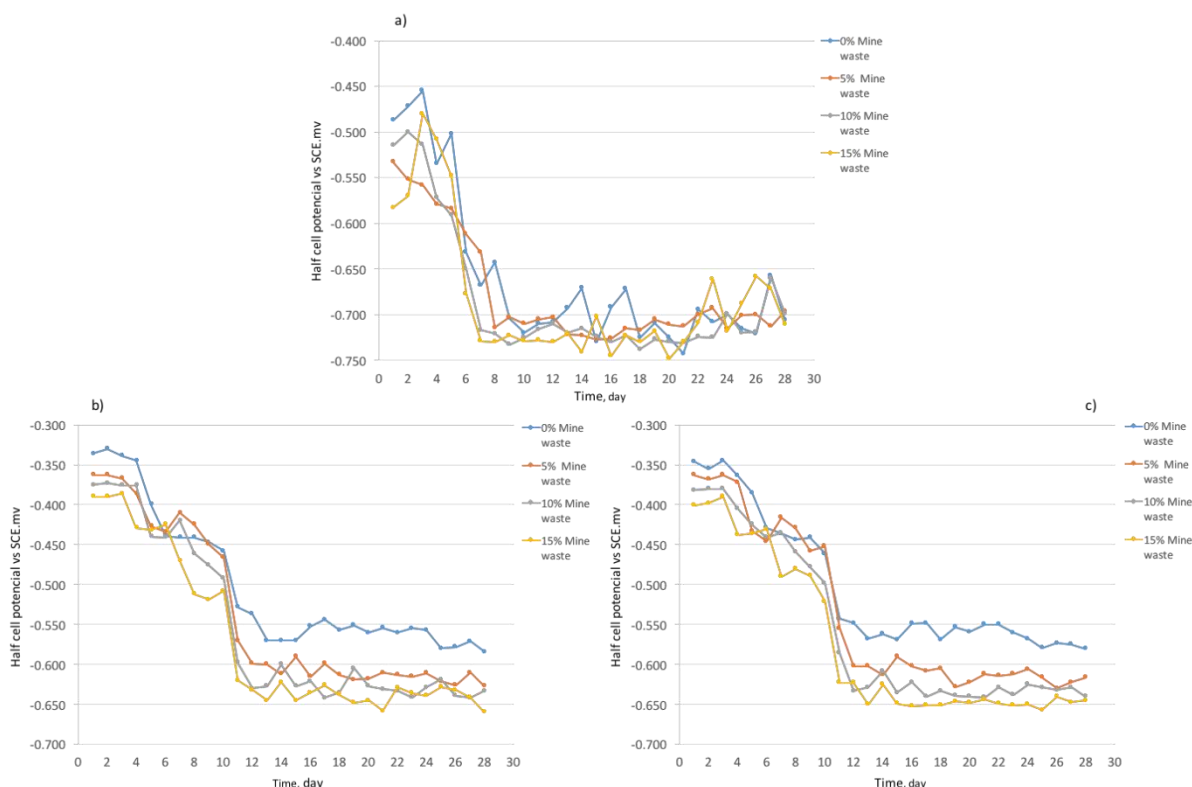 a)
-0.400
-0.450
-0.500
-0.550
-0.600
-0.650
-0.700
-0.750
Half cell potencial vs SCE.mv
0 2 4 6 8 10 12 14 16 18 20 22 24 26 28 30
Time, day
0% Mine
waste
5% Mine
waste
10% Mine
waste
15% Mine
waste
b)
-0.300
-0.350
-0.400
-0.450
-0.500
-0.550
-0.600
-0.650
-0.700
Half cell potencial vs SCE.mv
0 2 4 6 8 10 12 14 16 18 20 22 24 26 28 30
Time, day
0% Mine
waste
5% Mine
waste
10% Mine
waste
15% Mine
waste
c)
-0.300
-0.350
-0.400
-0.450
-0.500
-0.550
-0.600
-0.650
-0.700
Half cell potencial vs SCE.mv
0 2 4 6 8 10 12 14 16 18 20 22 24 26 28 30
Time, day
0% Mine
waste
5% Mine
waste
10% Mine
waste
15% Mine
waste